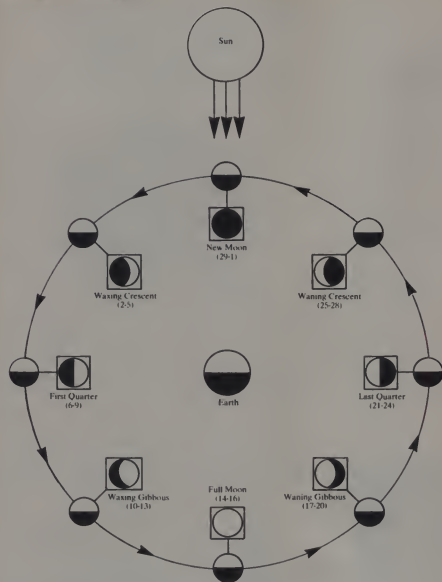 Sun
New Moon
(29-1)
Waxing Crescent
(2-5)
Waning Crescent
(25-28)
First Quarter
(6-9)
Earth
Last Quarter
(21-24)
Waxing Gibbous
(10-13)
Full Moon
(14-16)
Waning Gibbous
(17-20)